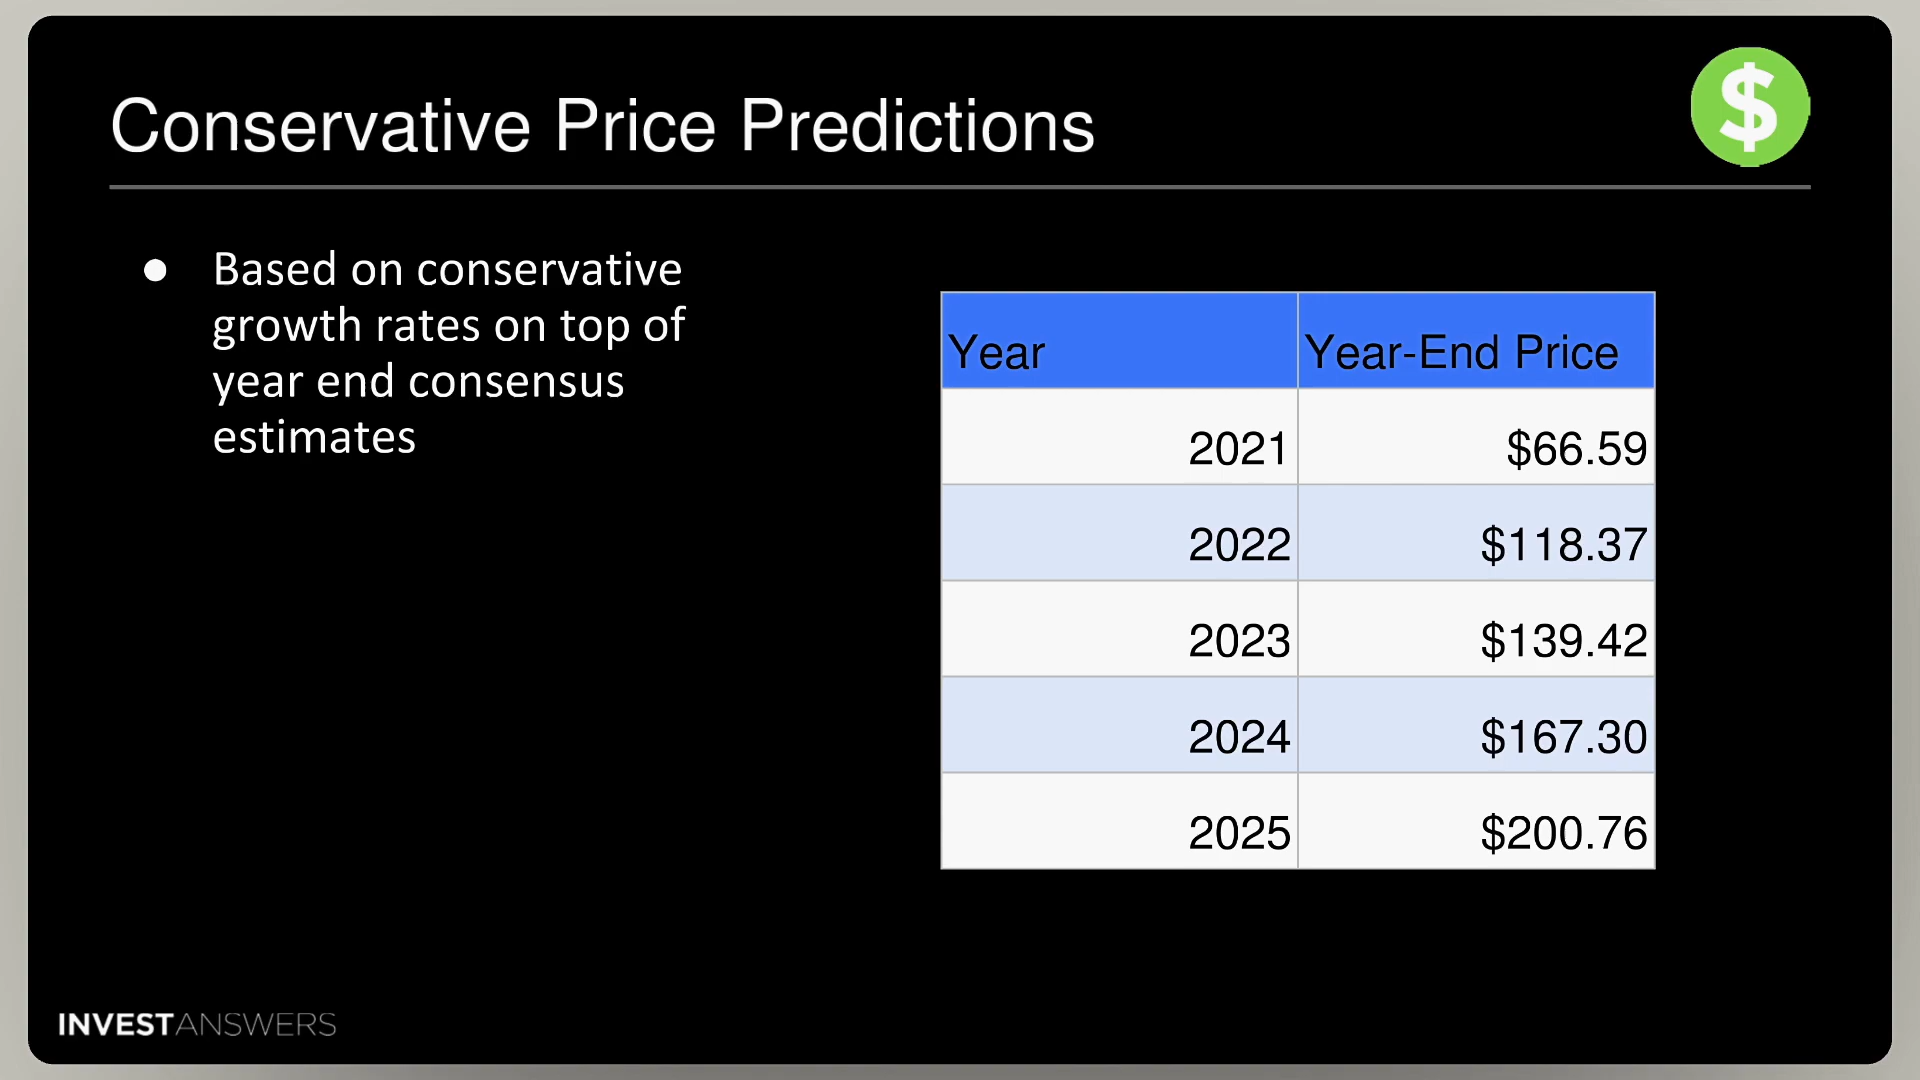 Conservative Price Predictions
$
● Based on conservative
growth rates on top of
year end consensus
estimates
Year Year-End Price
2021 $66.59
2022 $118.37
2023 $139.42
2024 $167.30
2025 $200.76
INVESTANSWERS